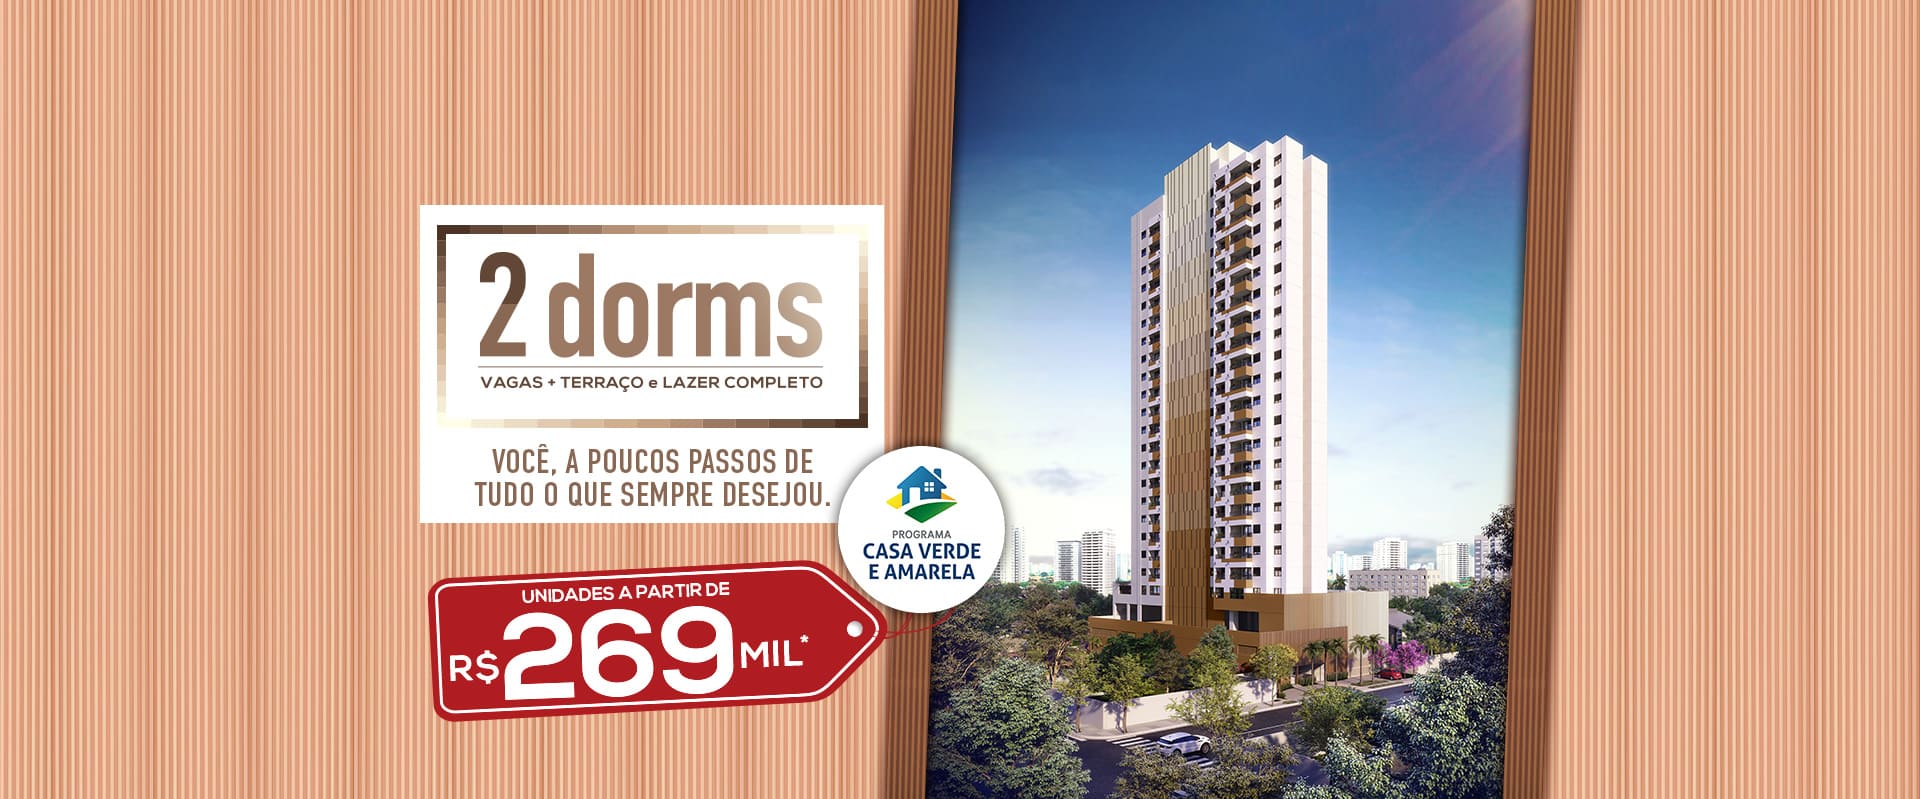 2 dorms
VAGAS + TERRAÇO e LAZER COMPLETO
VOCÊ, A POUCOS PASSOS DE
TUDO O QUE SEMPRE DESEJOU.
PROGRAMA
CASA VERDE
E AMARELA
UNIDADES A PARTIR DE
R$269MIL*